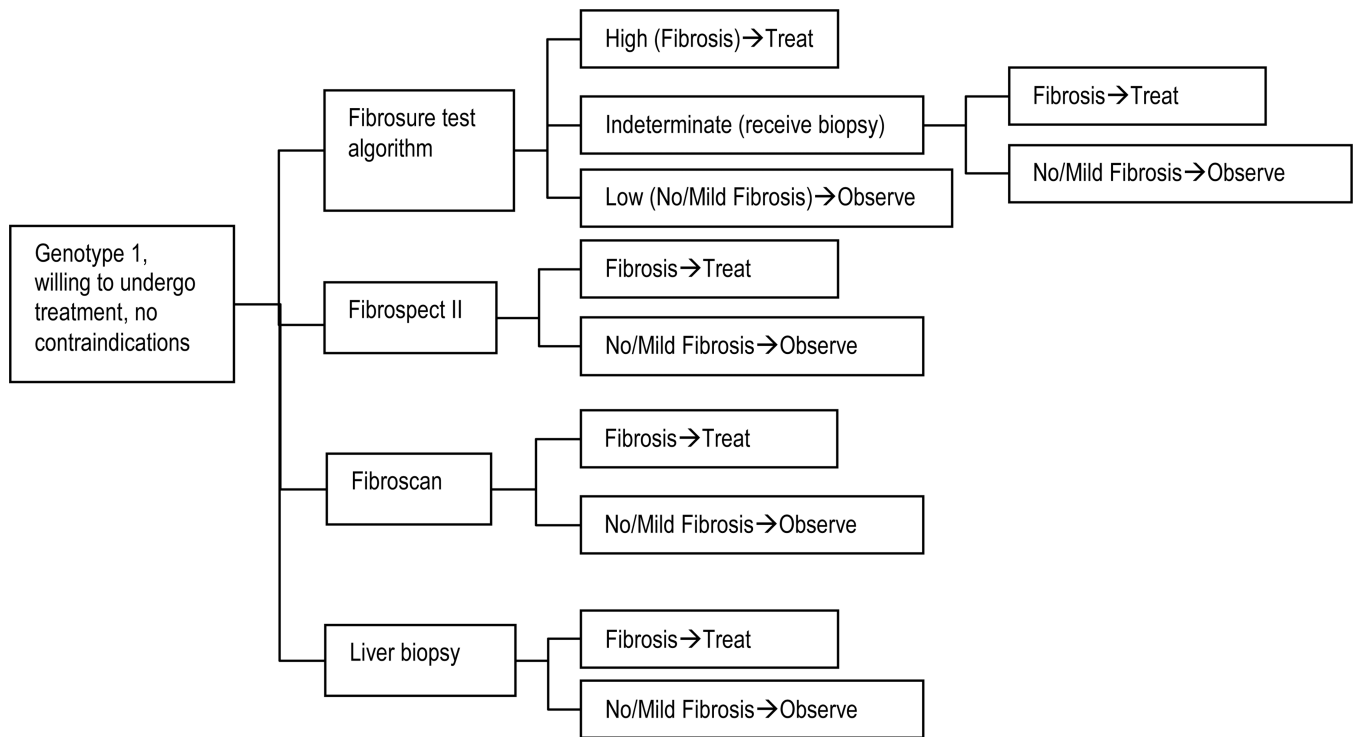 Genotype 1,
willing to undergo
treatment, no
contraindications
Fibrosure test
algorithm
High (Fibrosis)→Treat
Indeterminate (receive biopsy)
Fibrosis→Treat
No/Mild Fibrosis→Observe
Low (No/Mild Fibrosis)→Observe
Fibrospect II
Fibrosis→Treat
No/Mild Fibrosis→Observe
Fibroscan
Fibrosis→Treat
No/Mild Fibrosis→Observe
Liver biopsy
Fibrosis→Treat
No/Mild Fibrosis→Observe